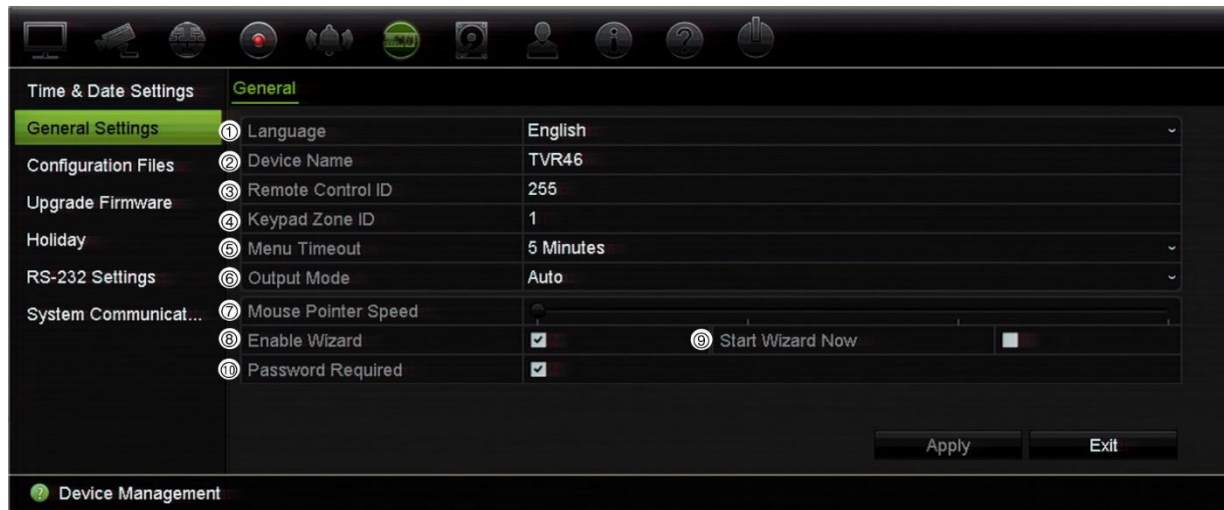 Time & Date Settings
General
General Settings
Configuration Files
Upgrade Firmware
Holiday
RS-232 Settings
System Communicat...
① Language English
② Device Name TVR46
③ Remote Control ID 255
④ Keypad Zone ID 1
⑤ Menu Timeout 5 Minutes
⑥ Output Mode Auto
⑦ Mouse Pointer Speed
⑧ Enable Wizard ⑨ Start Wizard Now
⑩ Password Required
Apply Exit
Device Management